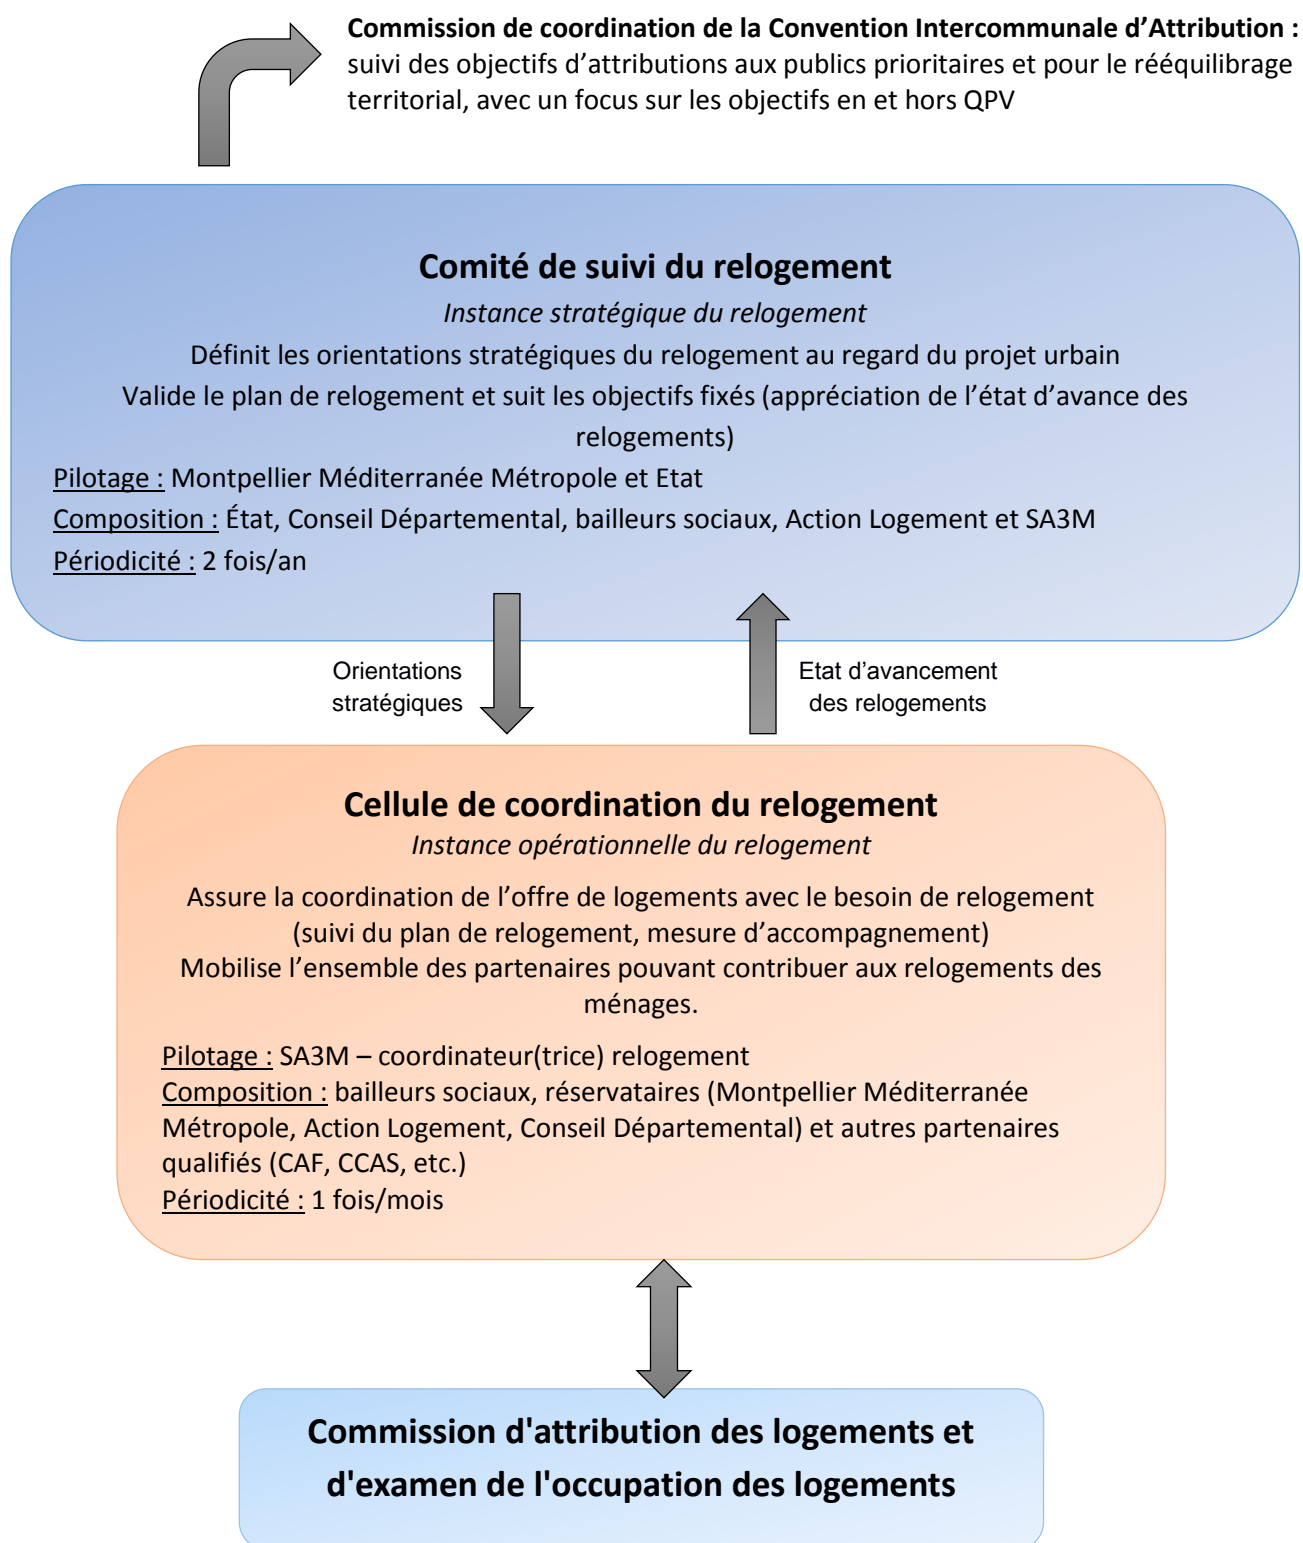 Commission de coordination de la Convention Intercommunale d’Attribution :
suivi des objectifs d’attributions aux publics prioritaires et pour le rééquilibrage
territorial, avec un focus sur les objectifs en et hors QPV
Comité de suivi du relogement
Instance stratégique du relogement
Définit les orientations stratégiques du relogement au regard du projet urbain
Valide le plan de relogement et suit les objectifs fixés (appréciation de l’état d’avance des
relogements)
Pilotage : Montpellier Méditerranée Métropole et Etat
Composition : État, Conseil Départemental, bailleurs sociaux, Action Logement et SA3M
Périodicité : 2 fois/an
Orientations
stratégiques
Etat d’avancement
des relogements
Cellule de coordination du relogement
Instance opérationnelle du relogement
Assure la coordination de l’offre de logements avec le besoin de relogement
(suivi du plan de relogement, mesure d’accompagnement)
Mobilise l’ensemble des partenaires pouvant contribuer aux relogements des
ménages.
Pilotage : SA3M – coordinateur(trice) relogement
Composition : bailleurs sociaux, réservataires (Montpellier Méditerranée
Métropole, Action Logement, Conseil Départemental) et autres partenaires
qualifiés (CAF, CCAS, etc.)
Périodicité : 1 fois/mois
Commission d'attribution des logements et
d'examen de l'occupation des logements